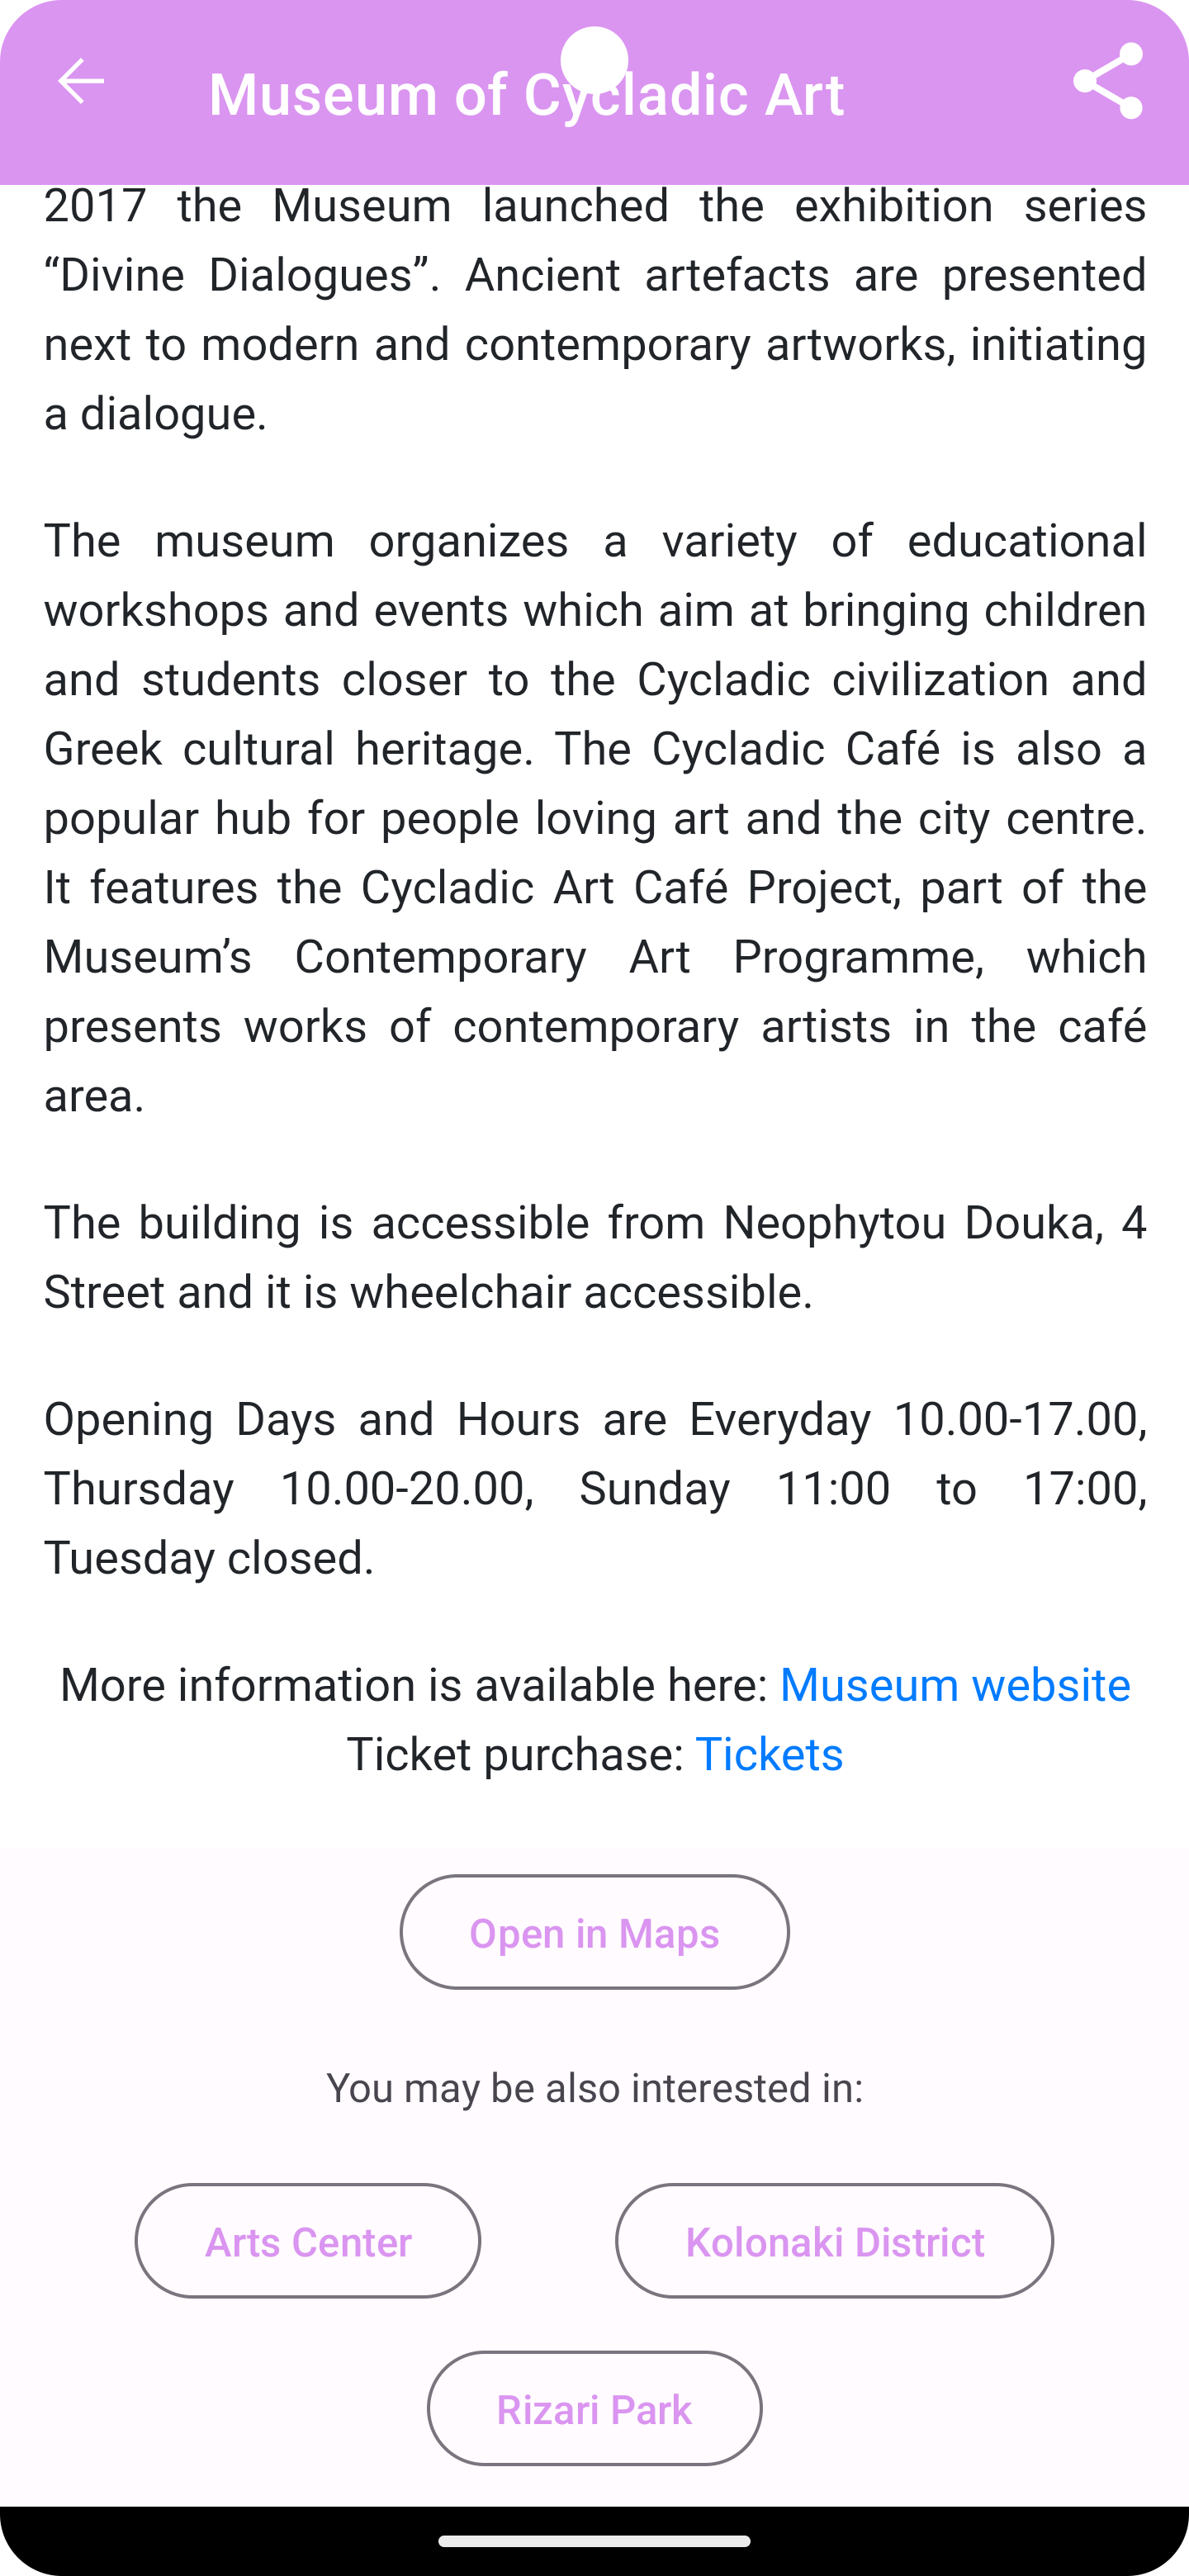 Museum of Cycladic Art
2017 the Museum launched the exhibition series
“Divine Dialogues”. Ancient artefacts are presented
next to modern and contemporary artworks, initiating
a dialogue.
The museum organizes a variety of educational
workshops and events which aim at bringing children
and students closer to the Cycladic civilization and
Greek cultural heritage. The Cycladic Café is also a
popular hub for people loving art and the city centre.
It features the Cycladic Art Café Project, part of the
Museum’s Contemporary Art Programme, which
presents works of contemporary artists in the café
area.
The building is accessible from Neophytou Douka, 4
Street and it is wheelchair accessible.
Opening Days and Hours are Everyday 10.00-17.00,
Thursday 10.00-20.00, Sunday 11:00 to 17:00,
Tuesday closed.
More information is available here: Museum website
Ticket purchase: Tickets
Open in Maps
You may be also interested in:
Arts Center
Kolonaki District
Rizari Park